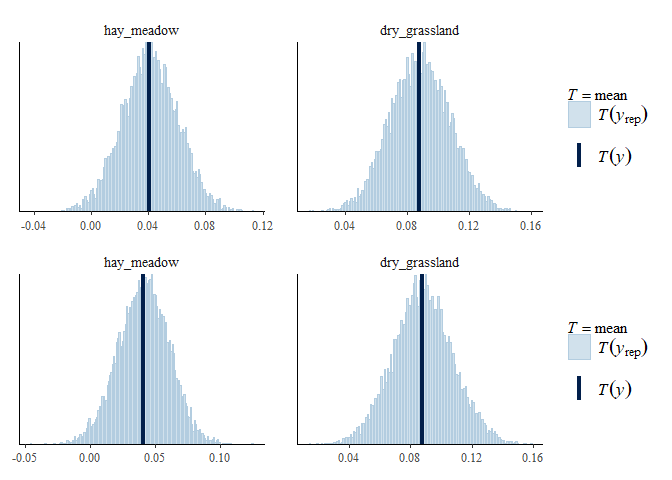 hay_meadow
dry_grassland
T = mean
T(yrep)
T(y)
-0.04 0.00 0.04 0.08 0.12
0.04 0.08 0.12 0.16
hay_meadow
dry_grassland
T = mean
T(yrep)
T(y)
-0.05 0.00 0.05 0.10
0.04 0.08 0.12 0.16